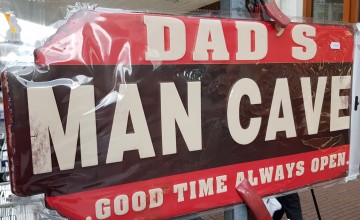 DAD S
MAN CAVE
.GOOD TIME ALWAYS OPEN.